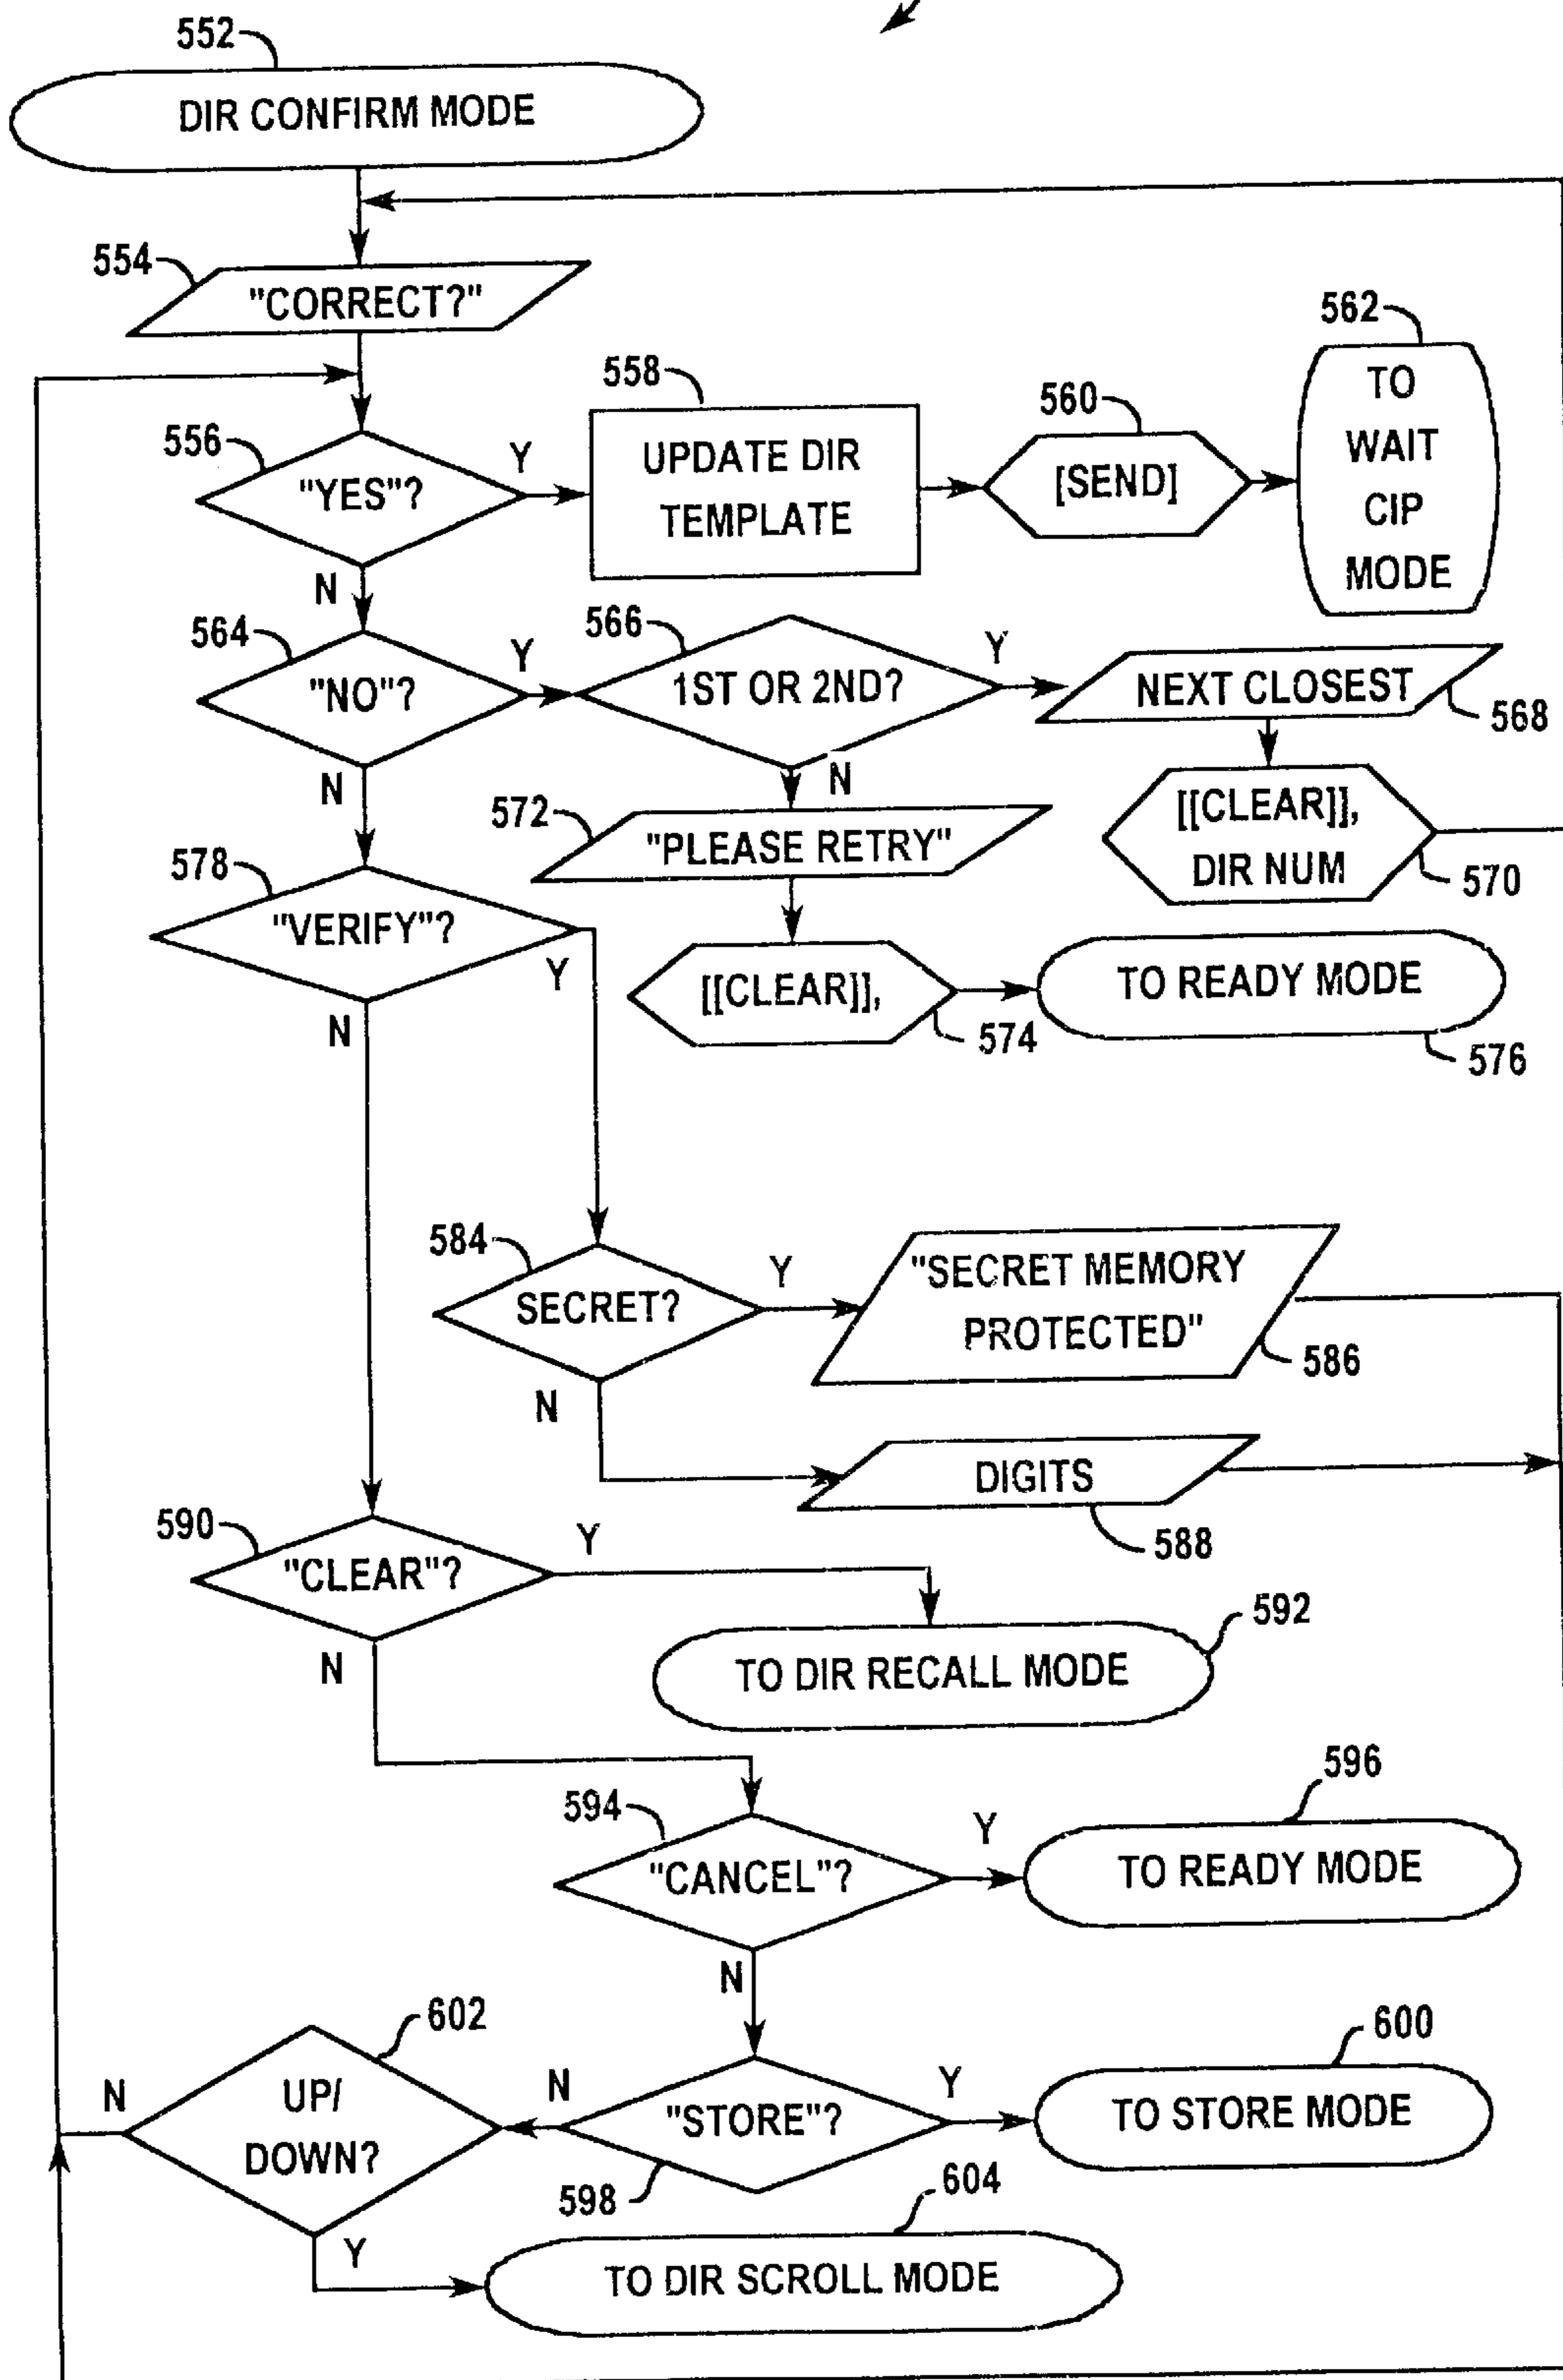 552
DIR CONFIRM MODE
554
"CORRECT?"
562
TO
WAIT
CIP
MODE
558
UPDATE DIR
TEMPLATE
560
[SEND]
556
"YES"?
Y
N
564
"NO"?
Y
566
1ST OR 2ND?
Y
NEXT CLOSEST
568
N
N
572
"PLEASE RETRY"
[[CLEAR]],
DIR NUM
570
578
"VERIFY"?
Y
N
[[CLEAR]],
574
TO READY MODE
576
584
SECRET?
Y
"SECRET MEMORY
PROTECTED"
586
N
DIGITS
588
590
"CLEAR"?
Y
592
TO DIR RECALL MODE
N
594
"CANCEL"?
Y
596
TO READY MODE
N
602
UP/
DOWN?
N
N
"STORE"?
598
Y
600
TO STORE MODE
Y
604
TO DIR SCROLL MODE